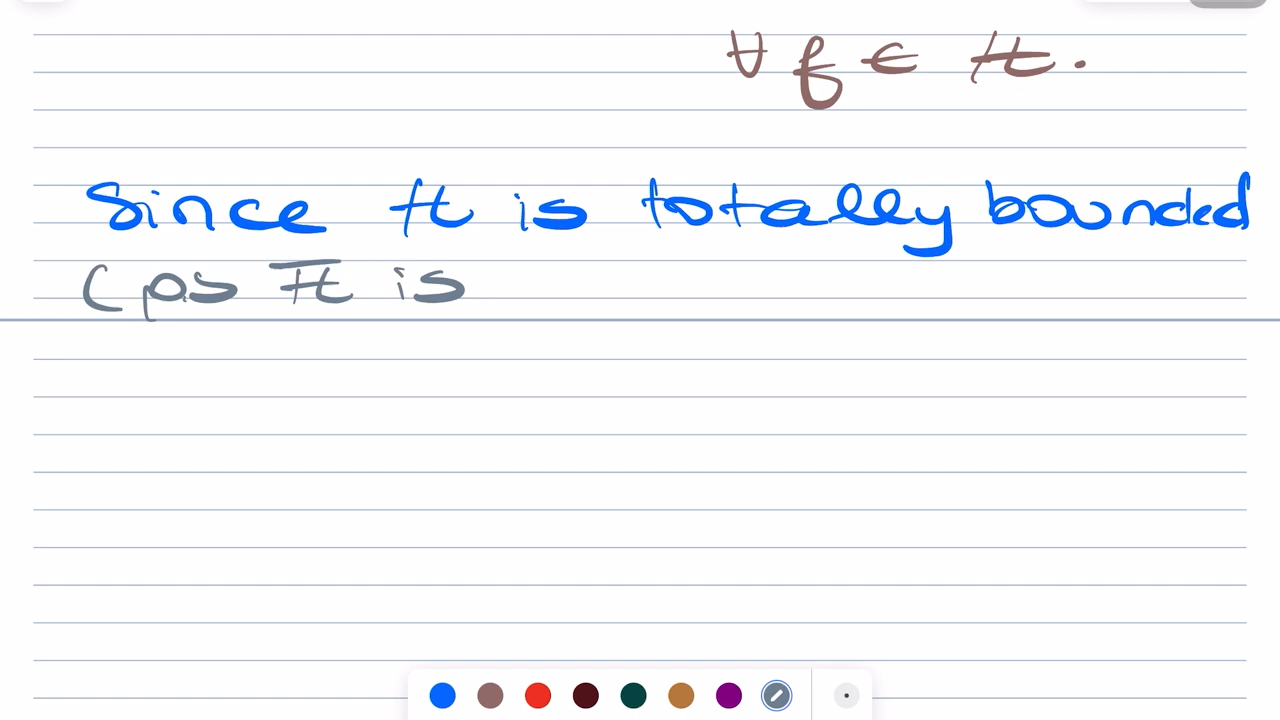 ∀ f ∈ ℋ.
Since ℋ is totally bounded
( as ℋ̅ is